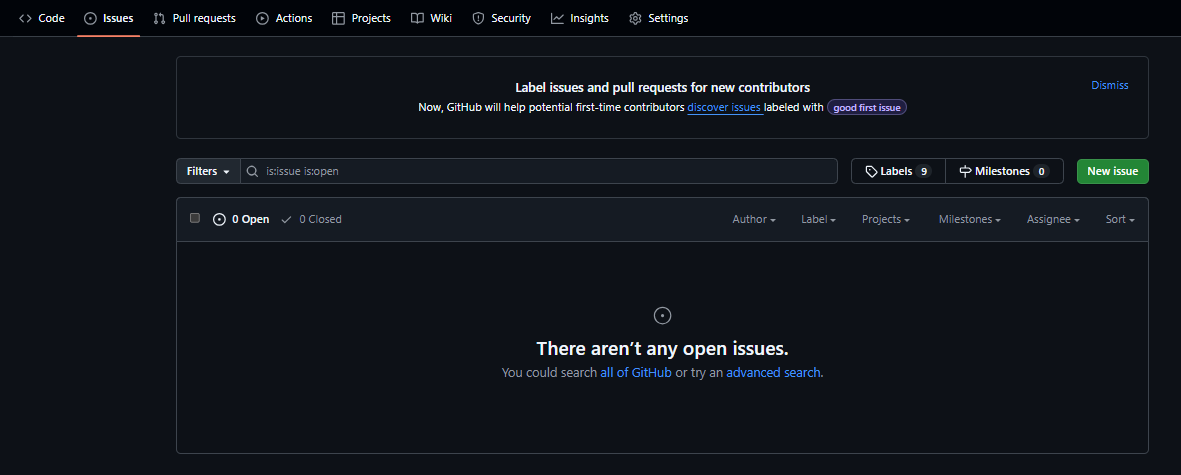 Code Issues Pull requests Actions Projects Wiki Security Insights Settings
Label issues and pull requests for new contributors
Dismiss
Now, GitHub will help potential first-time contributors discover issues labeled with good first issue
Filters is:issue is:open Labels 9 Milestones 0 New issue
0 Open 0 Closed Author Label Projects Milestones Assignee Sort
There aren’t any open issues.
You could search all of GitHub or try an advanced search.